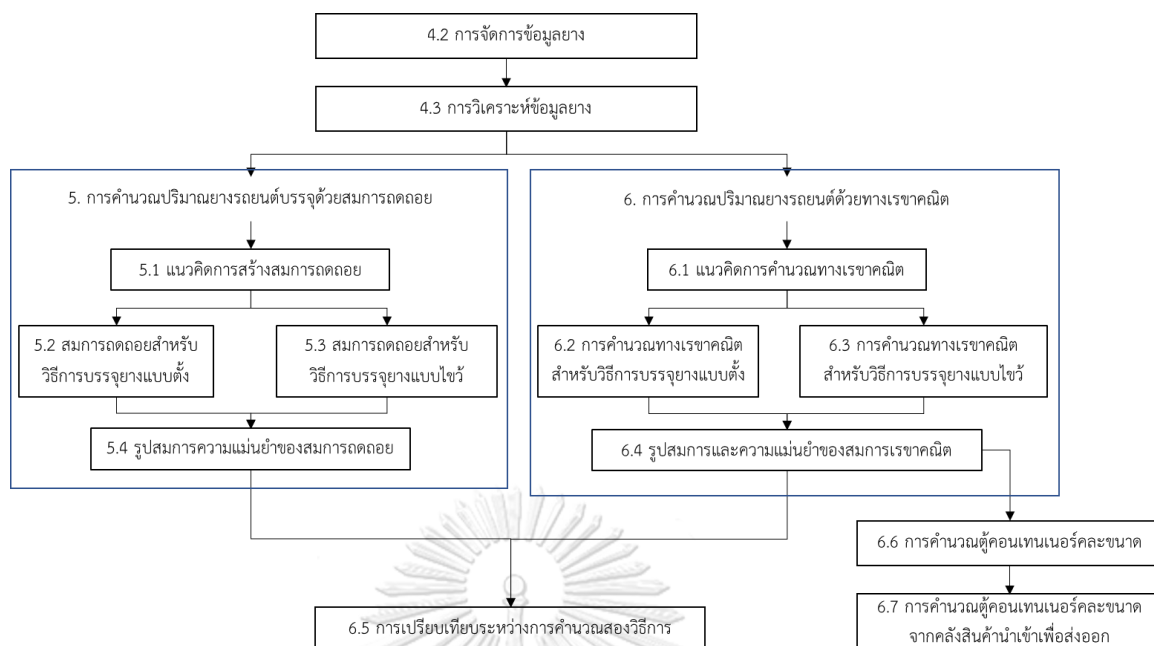 4.2 การจัดการข้อมูลยาง
4.3 การวิเคราะห์ข้อมูลยาง
5. การคำนวณปริมาณยางรถยนต์บรรจุด้วยสมการถดถอย
5.1 แนวคิดการสร้างสมการถดถอย
5.2 สมการถดถอยสำหรับ
วิธีการบรรจุยางแบบตั้ง
5.3 สมการถดถอยสำหรับ
วิธีการบรรจุยางแบบไขว้
5.4 รูปสมการความแม่นยำของสมการถดถอย
6. การคำนวณปริมาณยางรถยนต์ด้วยทางเรขาคณิต
6.1 แนวคิดการคำนวณทางเรขาคณิต
6.2 การคำนวณทางเรขาคณิต
สำหรับวิธีการบรรจุยางแบบตั้ง
6.3 การคำนวณทางเรขาคณิต
สำหรับวิธีการบรรจุยางแบบไขว้
6.4 รูปสมการและความแม่นยำของสมการเรขาคณิต
6.5 การเปรียบเทียบระหว่างการคำนวณสองวิธีการ
6.6 การคำนวณตู้คอนเทนเนอร์คละขนาด
6.7 การคำนวณตู้คอนเทนเนอร์คละขนาด
จากคลังสินค้านำเข้าเพื่อส่งออก